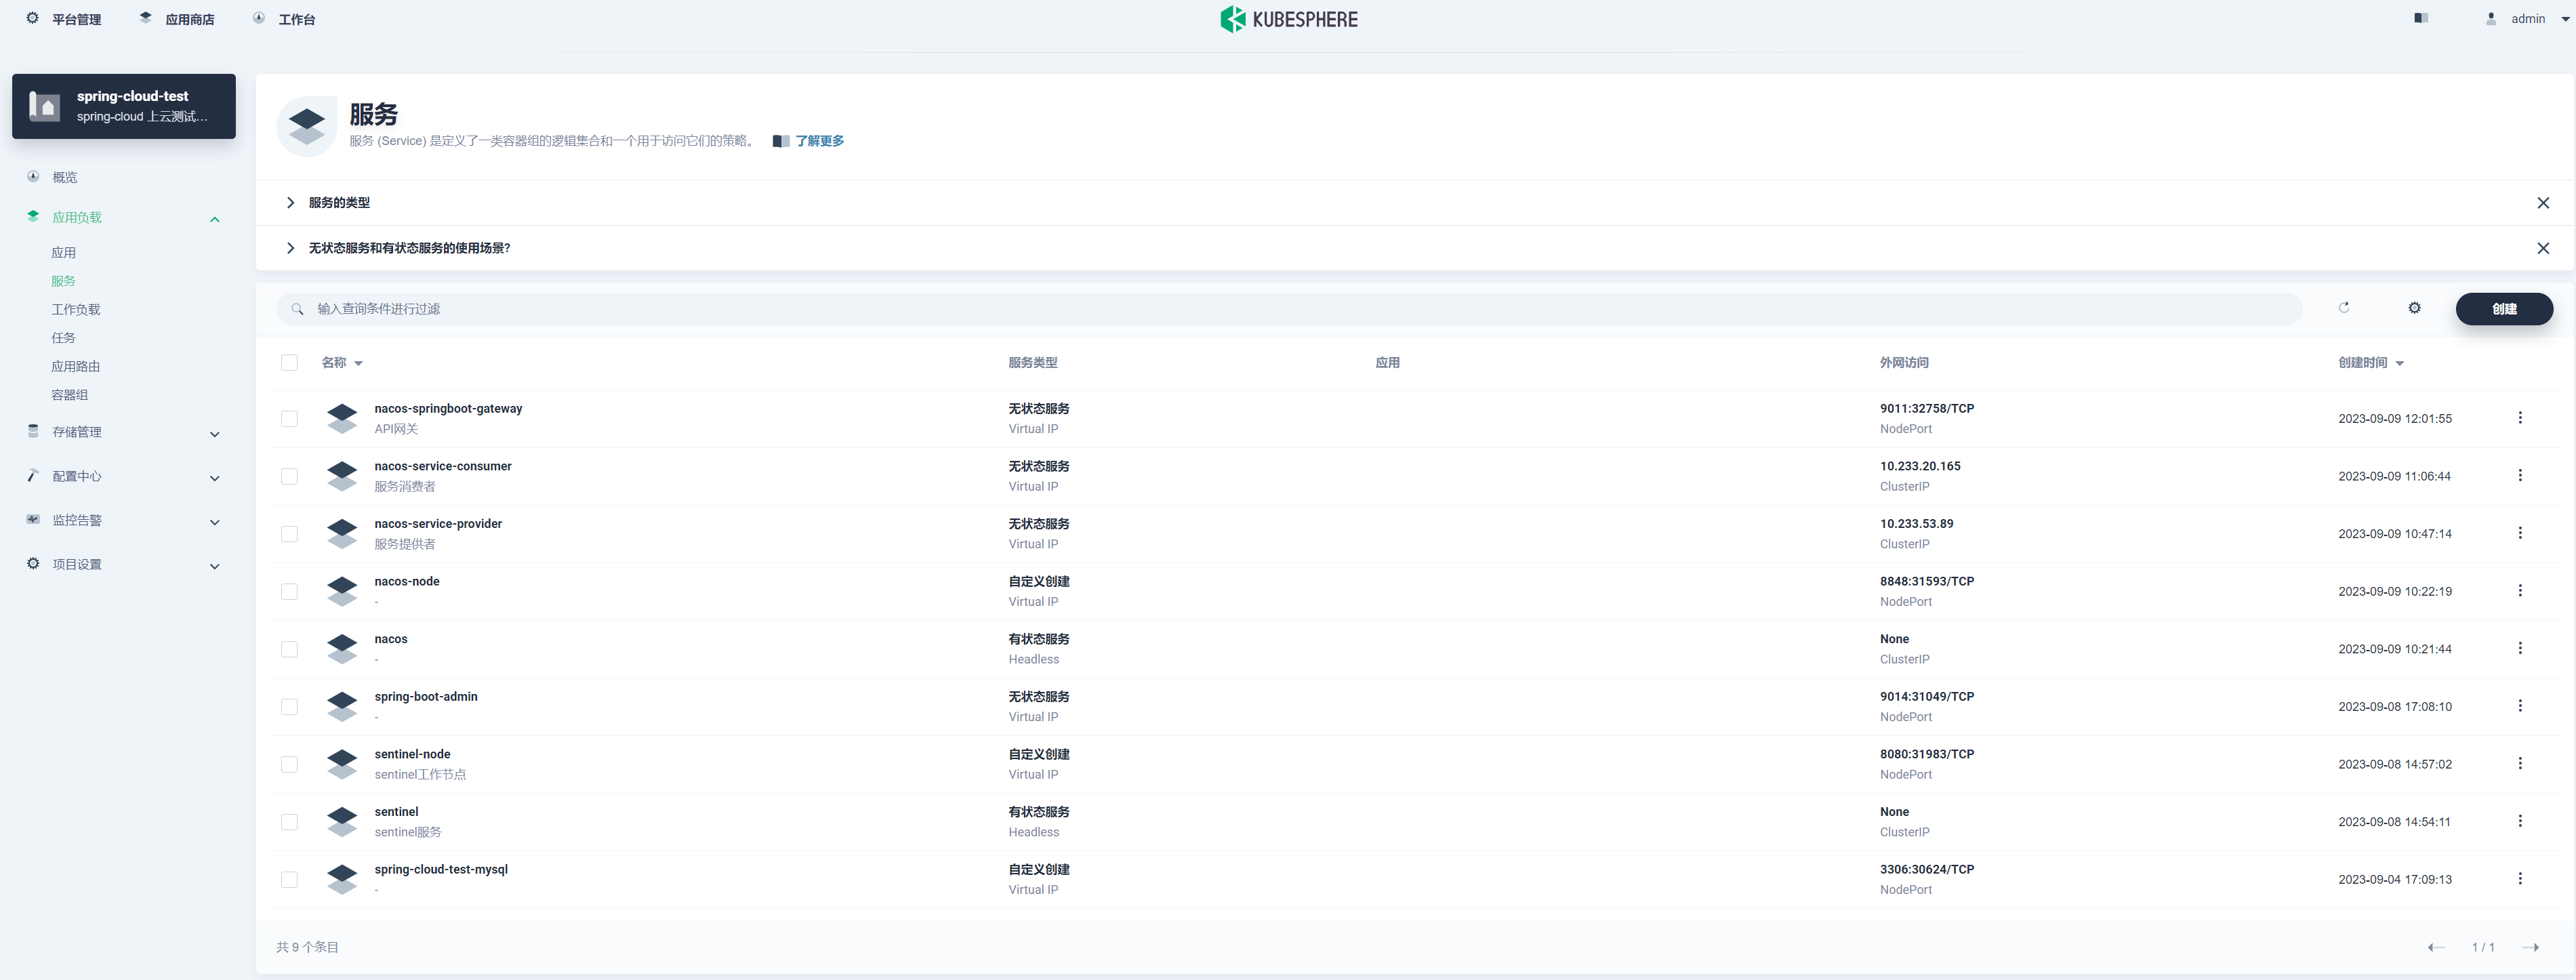 平台管理
应用商店
工作台
KUBESPHERE
admin
spring-cloud-test
spring-cloud 上云测试...
概览
应用负载
应用
服务
工作负载
任务
应用路由
容器组
存储管理
配置中心
监控告警
项目设置
服务
服务 (Service) 是定义了一类容器组的逻辑集合和一个用于访问它们的策略。 了解更多
服务的类型
无状态服务和有状态服务的使用场景?
输入查询条件进行过滤
创建
名称 服务类型 应用 外网访问 创建时间
nacos-springboot-gateway 无状态服务 9011:32758/TCP 2023-09-09 12:01:55
API网关 Virtual IP NodePort
nacos-service-consumer 无状态服务 10.233.20.165 2023-09-09 11:06:44
服务消费者 Virtual IP ClusterIP
nacos-service-provider 无状态服务 10.233.53.89 2023-09-09 10:47:14
服务提供者 Virtual IP ClusterIP
nacos-node 自定义创建 8848:31593/TCP 2023-09-09 10:22:19
- Virtual IP NodePort
nacos 有状态服务 None 2023-09-09 10:21:44
- Headless ClusterIP
spring-boot-admin 无状态服务 9014:31049/TCP 2023-09-08 17:08:10
- Virtual IP NodePort
sentinel-node 自定义创建 8080:31983/TCP 2023-09-08 14:57:02
sentinel工作节点 Virtual IP NodePort
sentinel 有状态服务 None 2023-09-08 14:54:11
sentinel服务 Headless ClusterIP
spring-cloud-test-mysql 自定义创建 3306:30624/TCP 2023-09-04 17:09:13
- Virtual IP NodePort
共 9 个条目
1 / 1